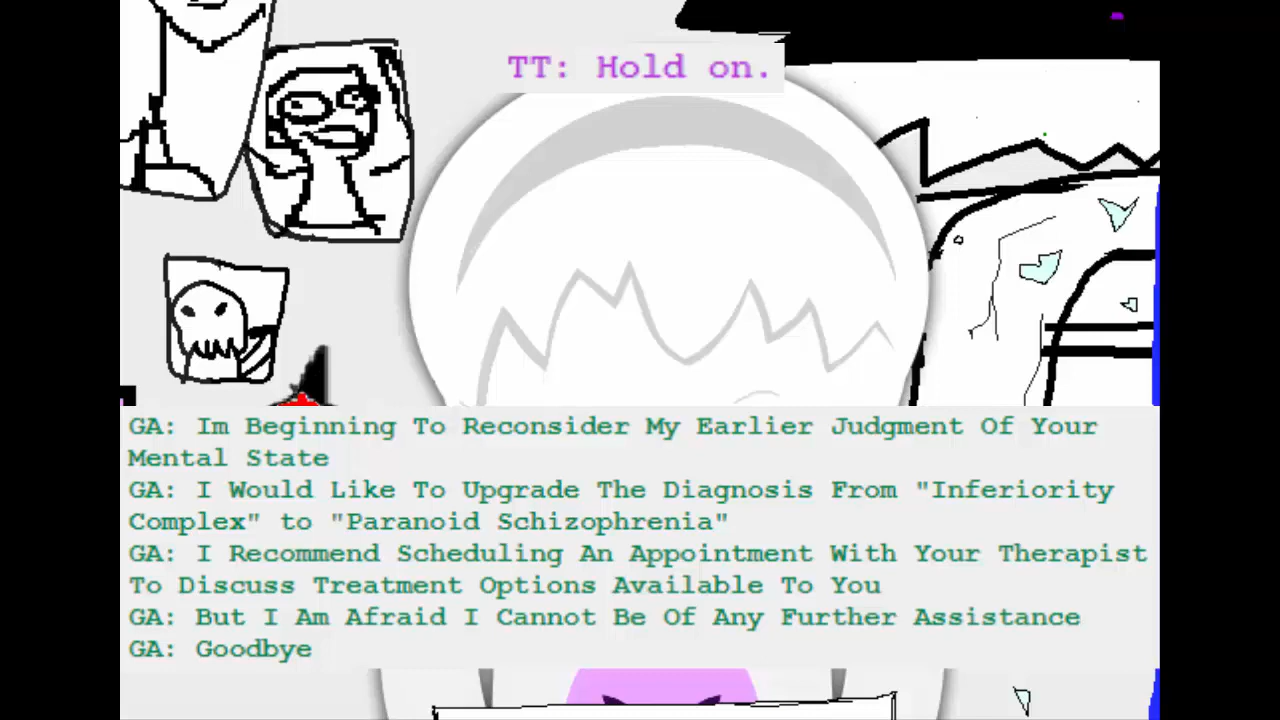 TT: Hold on.
GA: Im Beginning To Reconsider My Earlier Judgment Of Your
Mental State
GA: I Would Like To Upgrade The Diagnosis From "Inferiority
Complex" to "Paranoid Schizophrenia"
GA: I Recommend Scheduling An Appointment With Your Therapist
To Discuss Treatment Options Available To You
GA: But I Am Afraid I Cannot Be Of Any Further Assistance
GA: Goodbye